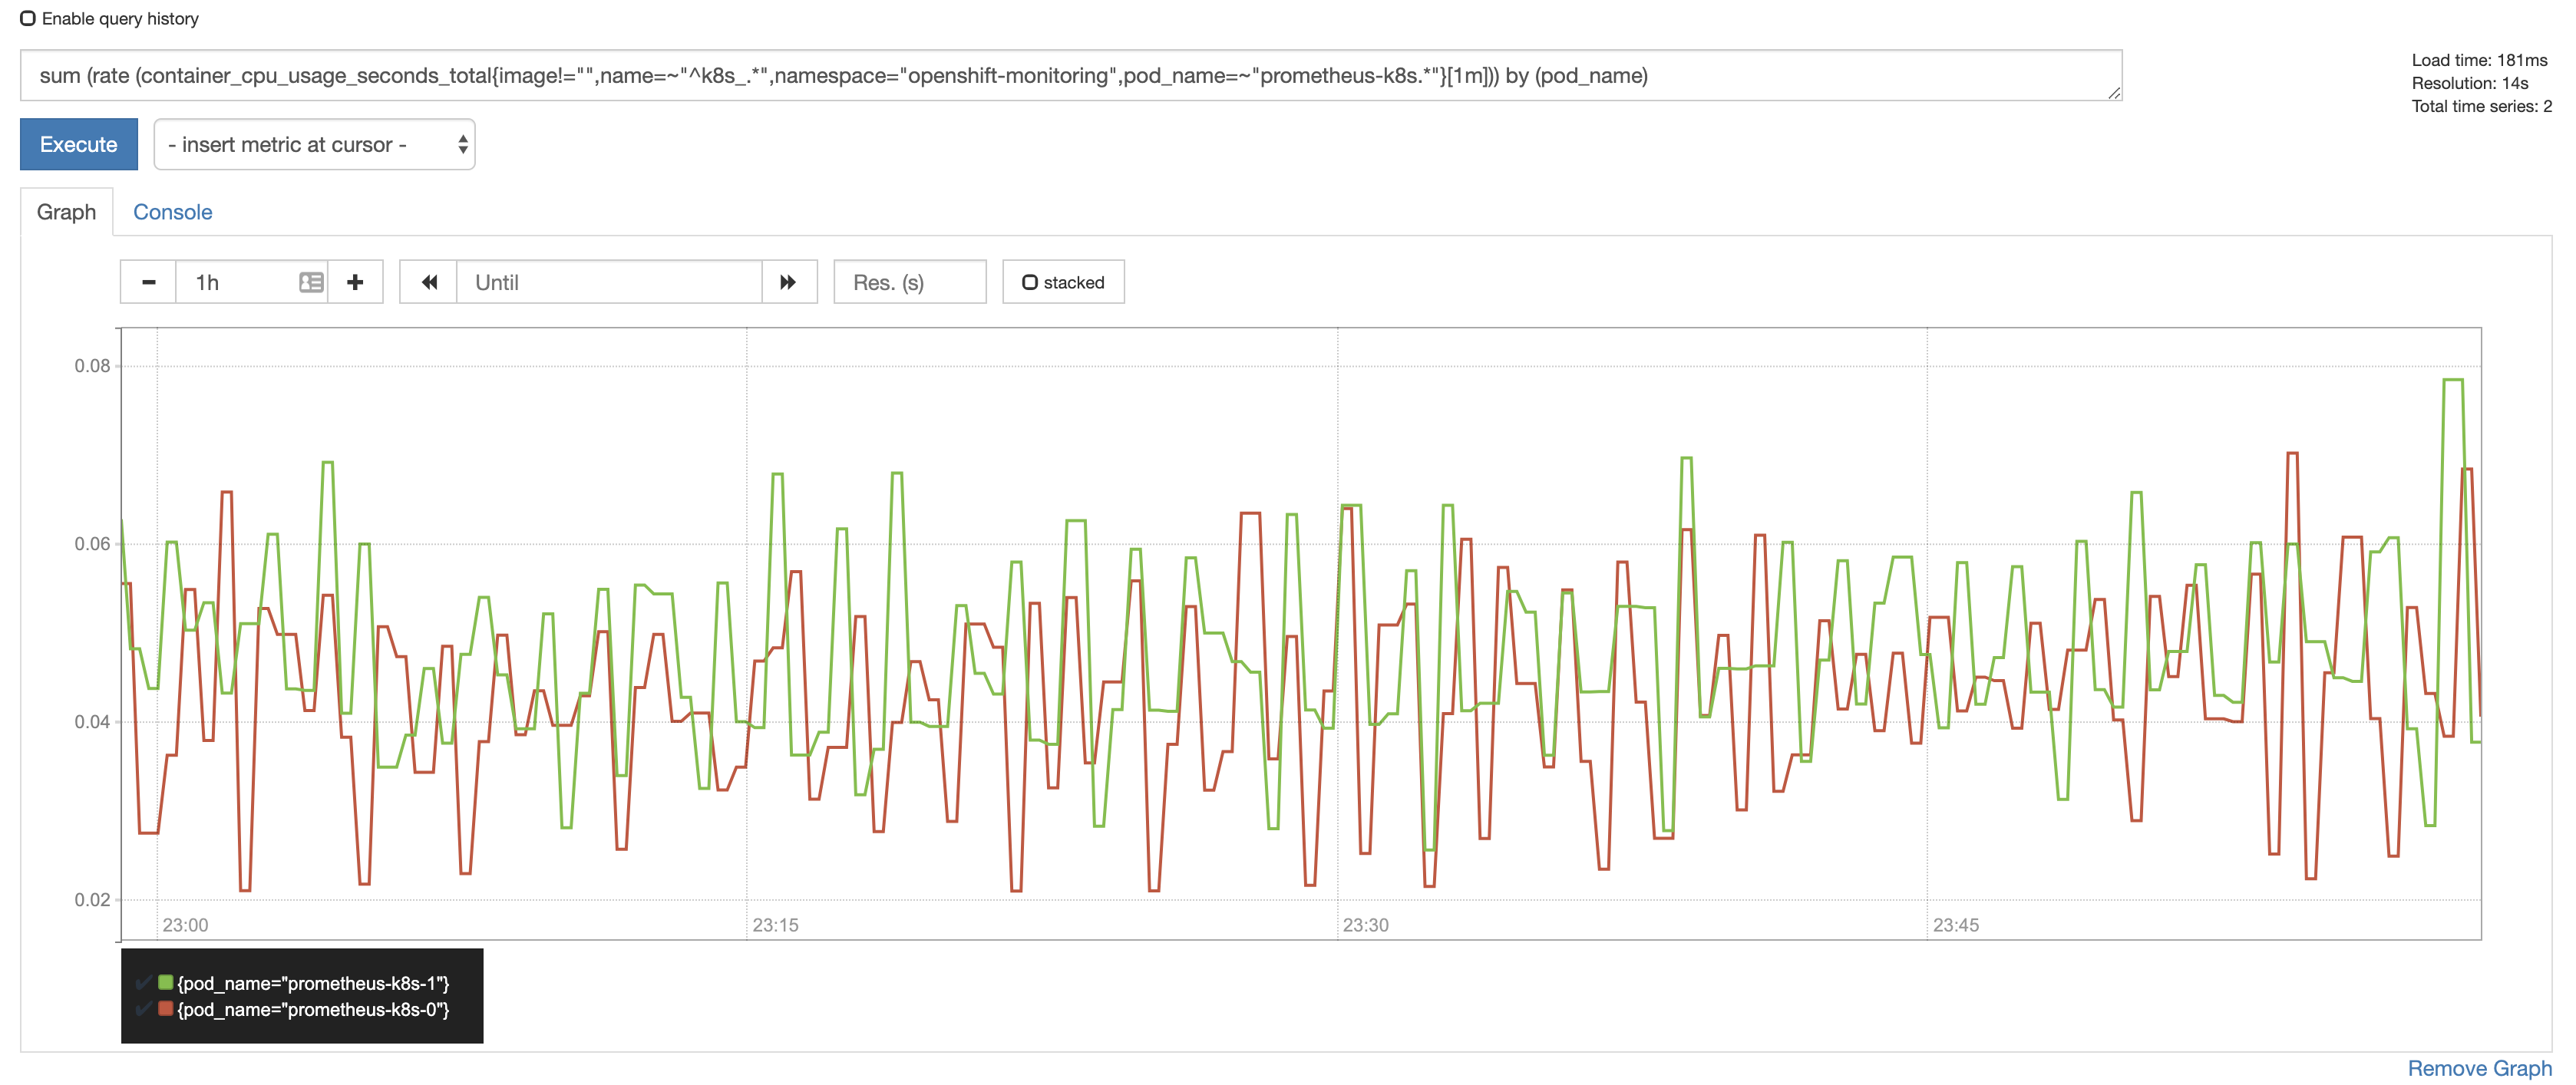 Enable query history
sum (rate (container_cpu_usage_seconds_total{image!="",name=~"^k8s_.*",namespace="openshift-monitoring",pod_name=~"prometheus-k8s.*"}[1m])) by (pod_name)
Load time: 181ms
Resolution: 14s
Total time series: 2
Execute
- insert metric at cursor -
Graph
Console
1h
Until
Res. (s)
stacked
0.08
0.06
0.04
0.02
23:00
23:15
23:30
23:45
{pod_name="prometheus-k8s-1"}
{pod_name="prometheus-k8s-0"}
Remove Graph